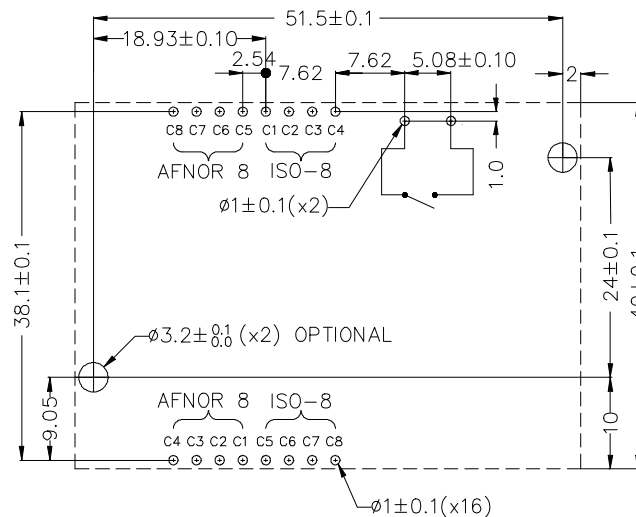 51.5±0.1
18.93±0.10
2.54
7.62
7.62
5.08±0.10
2
C8 C7 C6 C5 C1 C2 C3 C4
AFNOR 8 ISO-8
1.0
ø1±0.1(x2)
38.1±0.1
24±0.1
ø3.2±0.1 0.0 (x2) OPTIONAL
9.05
AFNOR 8 ISO-8
10
C4 C3 C2 C1 C5 C6 C7 C8
ø1±0.1(x16)